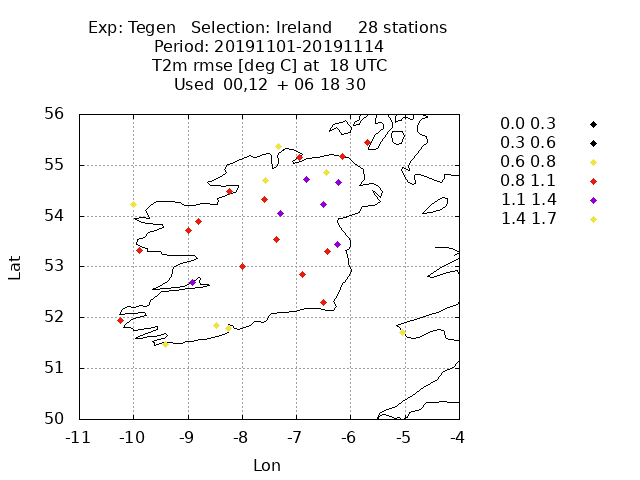 Exp: Tegen   Selection: Ireland     28 stations
Period: 20191101-20191114
T2m rmse [deg C] at  18 UTC
Used  00,12  + 06 18 30
0.0 0.3
0.3 0.6
0.6 0.8
0.8 1.1
1.1 1.4
1.4 1.7
56
55
54
53
52
51
50
Lat
-11 -10 -9 -8 -7 -6 -5 -4
Lon